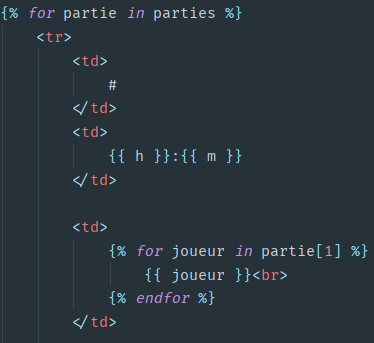 {% for partie in parties %}
<tr>
<td>
#
</td>
<td>
{{ h }}:{{ m }}
</td>
<td>
{% for joueur in partie[1] %}
{{ joueur }}<br>
{% endfor %}
</td>